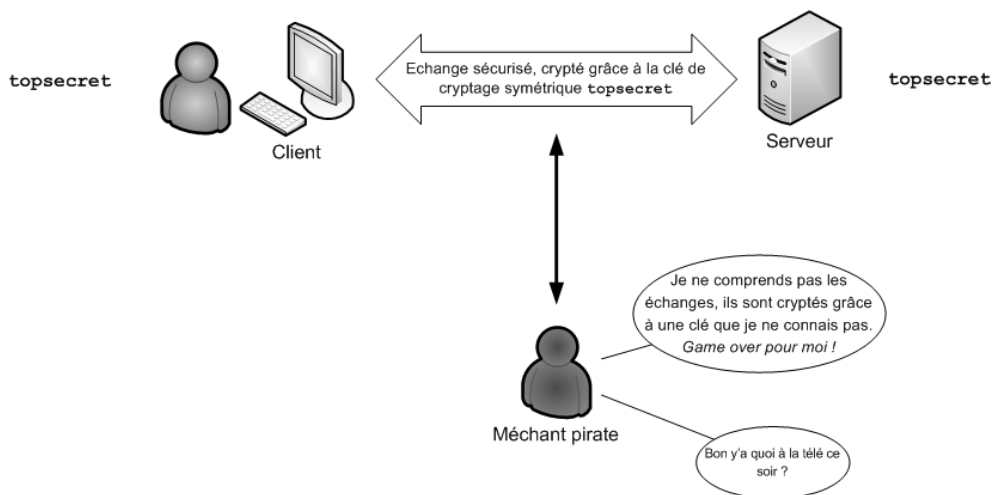 topsecret
Echange sécurisé, crypté grâce à la clé de
cryptage symétrique topsecret
topsecret
Client
Serveur
Je ne comprends pas les
échanges, ils sont cryptés grâce
à une clé que je ne connais pas.
Game over pour moi !
Méchant pirate
Bon y'a quoi à la télé ce
soir ?